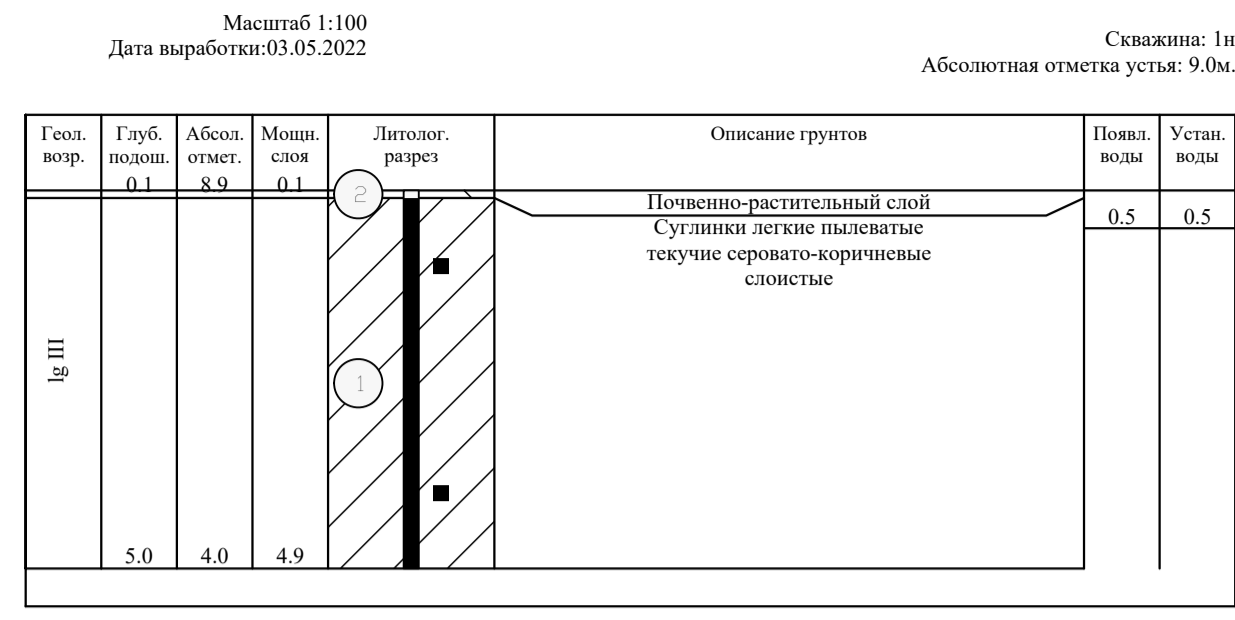 Масштаб 1:100
Дата выработки:03.05.2022
Скважина: 1н
Абсолютная отметка устья: 9.0м.
Геол. возр.
Глуб. подош.
Абсол. отмет.
Мощн. слоя
Литолог. разрез
Описание грунтов
Появл. воды
Устан. воды
0.1 8.9 0.1
2
Почвенно-растительный слой
0.5 0.5
Суглинки легкие пылеватые
текучие серовато-коричневые
слоистые
lg III
1
5.0 4.0 4.9